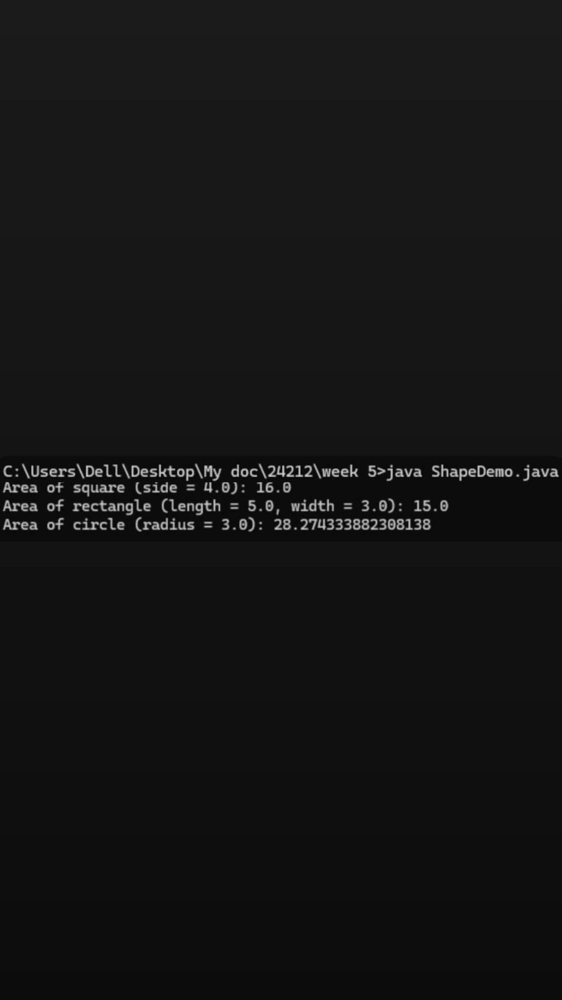 C:\Users\Dell\Desktop\My doc\24212\week 5>java ShapeDemo.java
Area of square (side = 4.0): 16.0
Area of rectangle (length = 5.0, width = 3.0): 15.0
Area of circle (radius = 3.0): 28.274333882308138